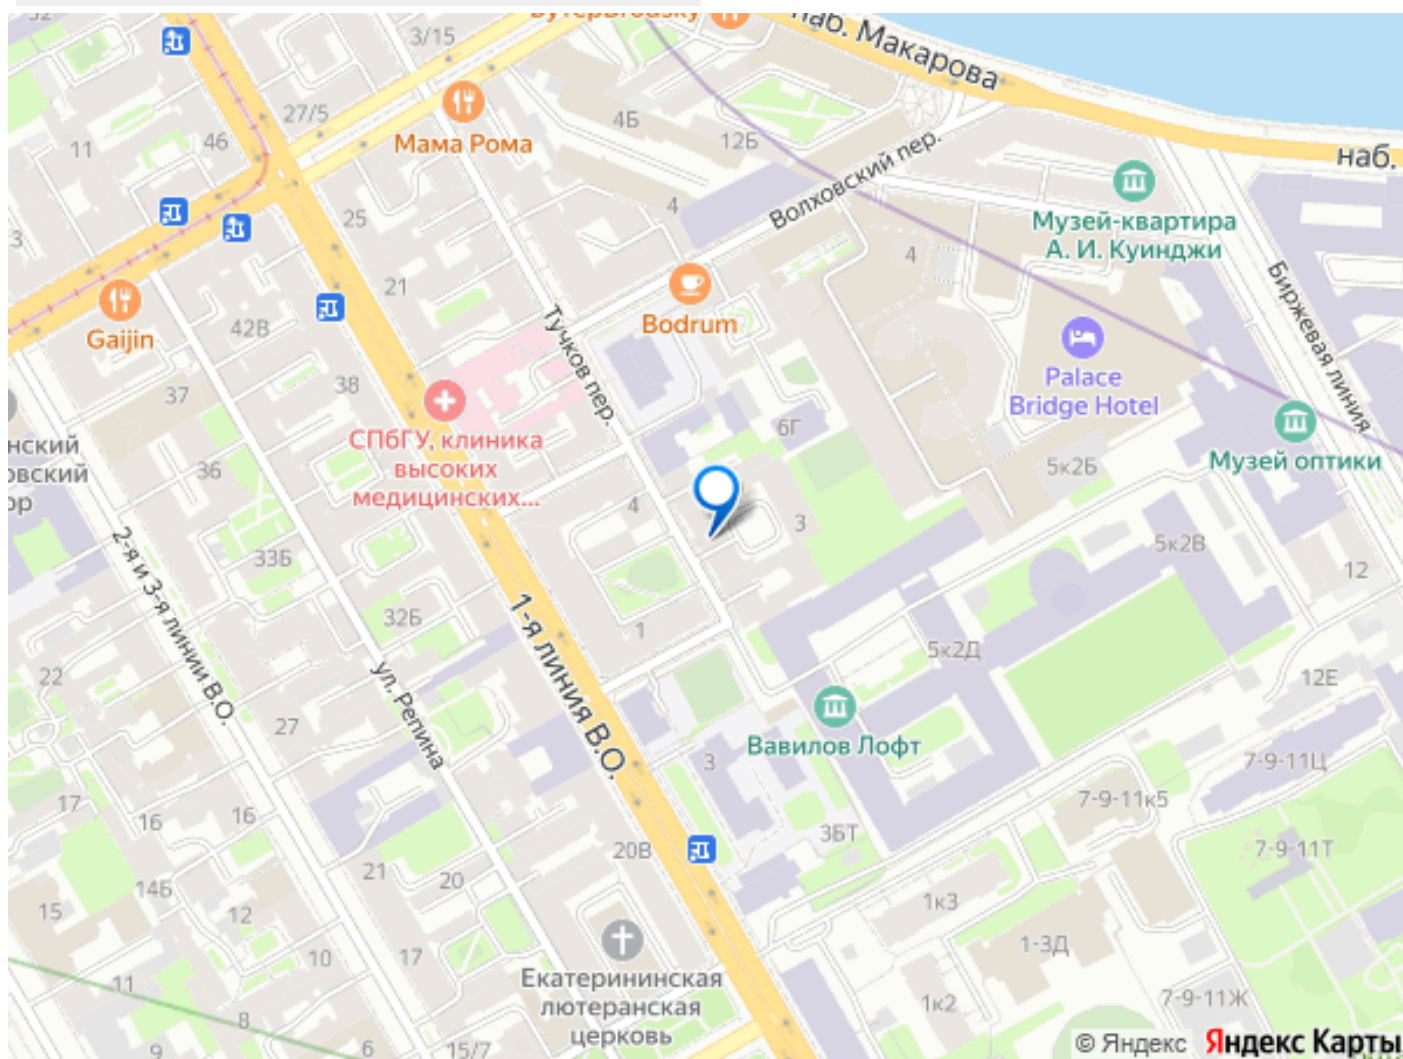 наб. Макарова
3/15
27/5
Мама Рома
46
11
4Б
12Б
наб.
Волховский пер.
Музей-квартира
А. И. Куинджи
4
4
25
3
21
Gaijin
42В
Bodrum
Тучков пер.
Биржевая линия
Palace
Bridge Hotel
38
37
СПбГУ, клиника
высоких
медицинских...
6Г
Музей оптики
5к2Б
нский
овский
ор
36
4
3
5к2В
12
2-я и 3-я линии В.О.
33Б
32Б
1
1-я линия В.О.
5к2Д
22
ул. Репина
12Е
27
Вавилов Лофт
3
7-9-11Ц
7-9-11к5
17
16
16
3БТ
20В
7-9-11Т
21
20
14Б
15
12
1к3
1-3Д
10
17
Екатерининская
лютеранская
церковь
11
1к2
7-9-11Ж
8
9
6
15/7
© Яндекс
Яндекс Карты